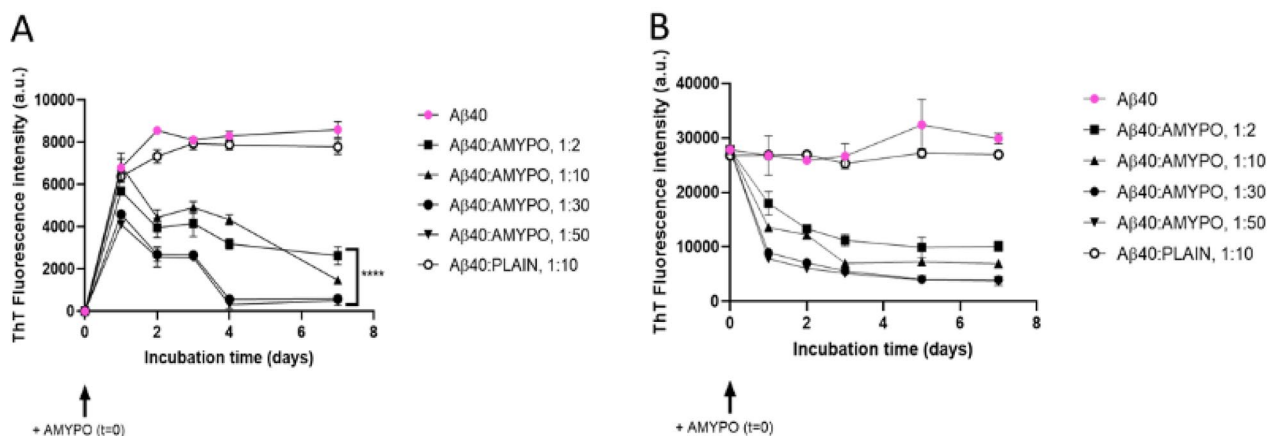 A
ThT Fluorescence intensity (a.u.)
10000
8000
6000
4000
2000
0
0 2 4 6 8
Incubation time (days)
+ AMYPO (t=0)
****
Aβ40
Aβ40:AMYPO, 1:2
Aβ40:AMYPO, 1:10
Aβ40:AMYPO, 1:30
Aβ40:AMYPO, 1:50
Aβ40:PLAIN, 1:10
B
ThT Fluorescence intensity (a.u.)
40000
30000
20000
10000
0
0 2 4 6 8
Incubation time (days)
+ AMYPO (t=0)
Aβ40
Aβ40:AMYPO, 1:2
Aβ40:AMYPO, 1:10
Aβ40:AMYPO, 1:30
Aβ40:AMYPO, 1:50
Aβ40:PLAIN, 1:10